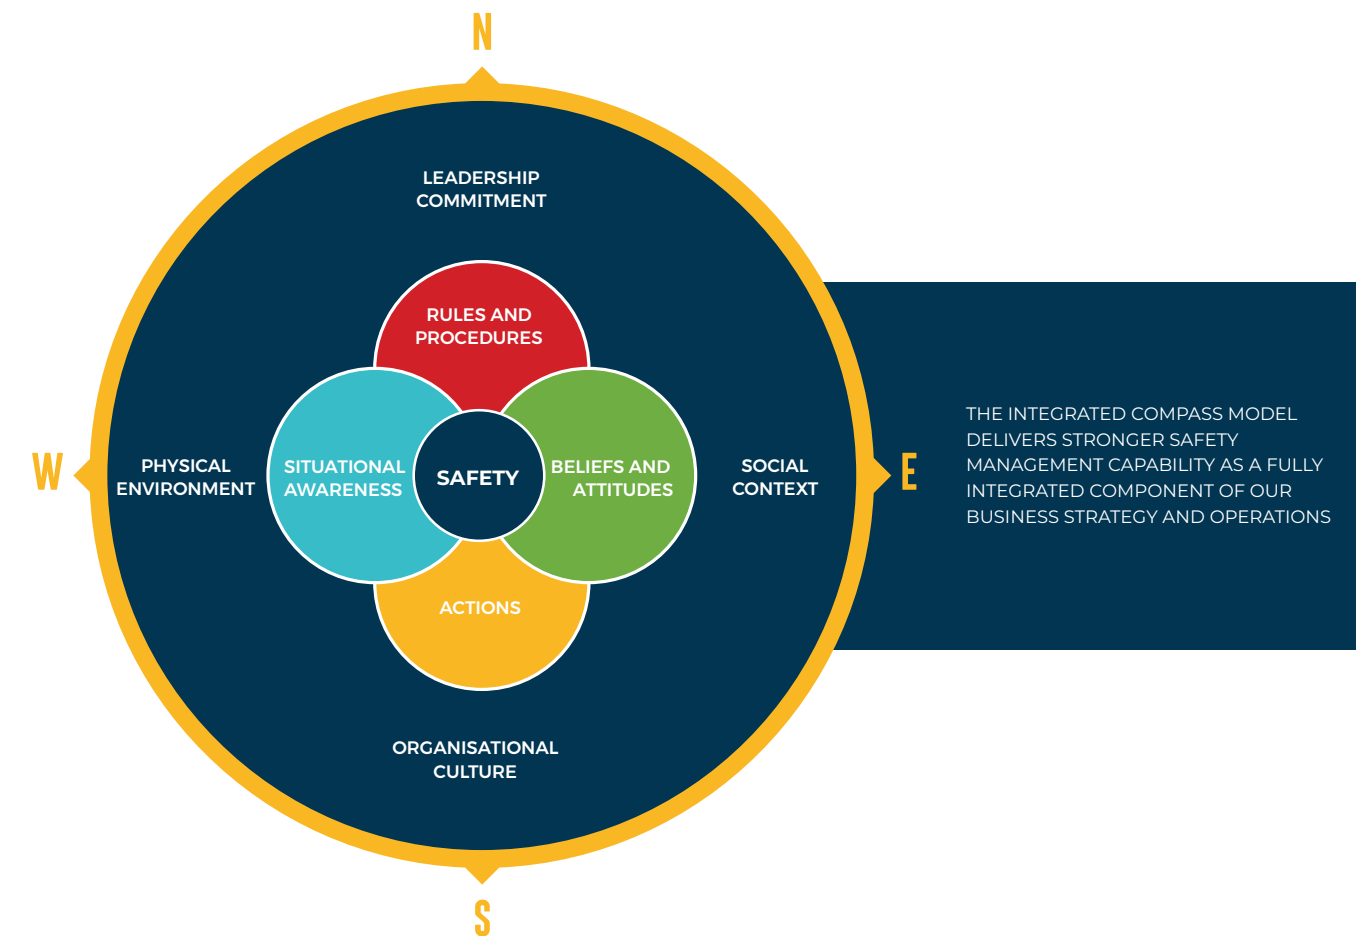 N
LEADERSHIP
COMMITMENT
RULES AND
PROCEDURES
W
PHYSICAL
ENVIRONMENT
SITUATIONAL
AWARENESS
SAFETY
BELIEFS AND
ATTITUDES
SOCIAL
CONTEXT
E
ACTIONS
ORGANISATIONAL
CULTURE
S
THE INTEGRATED COMPASS MODEL
DELIVERS STRONGER SAFETY
MANAGEMENT CAPABILITY AS A FULLY
INTEGRATED COMPONENT OF OUR
BUSINESS STRATEGY AND OPERATIONS